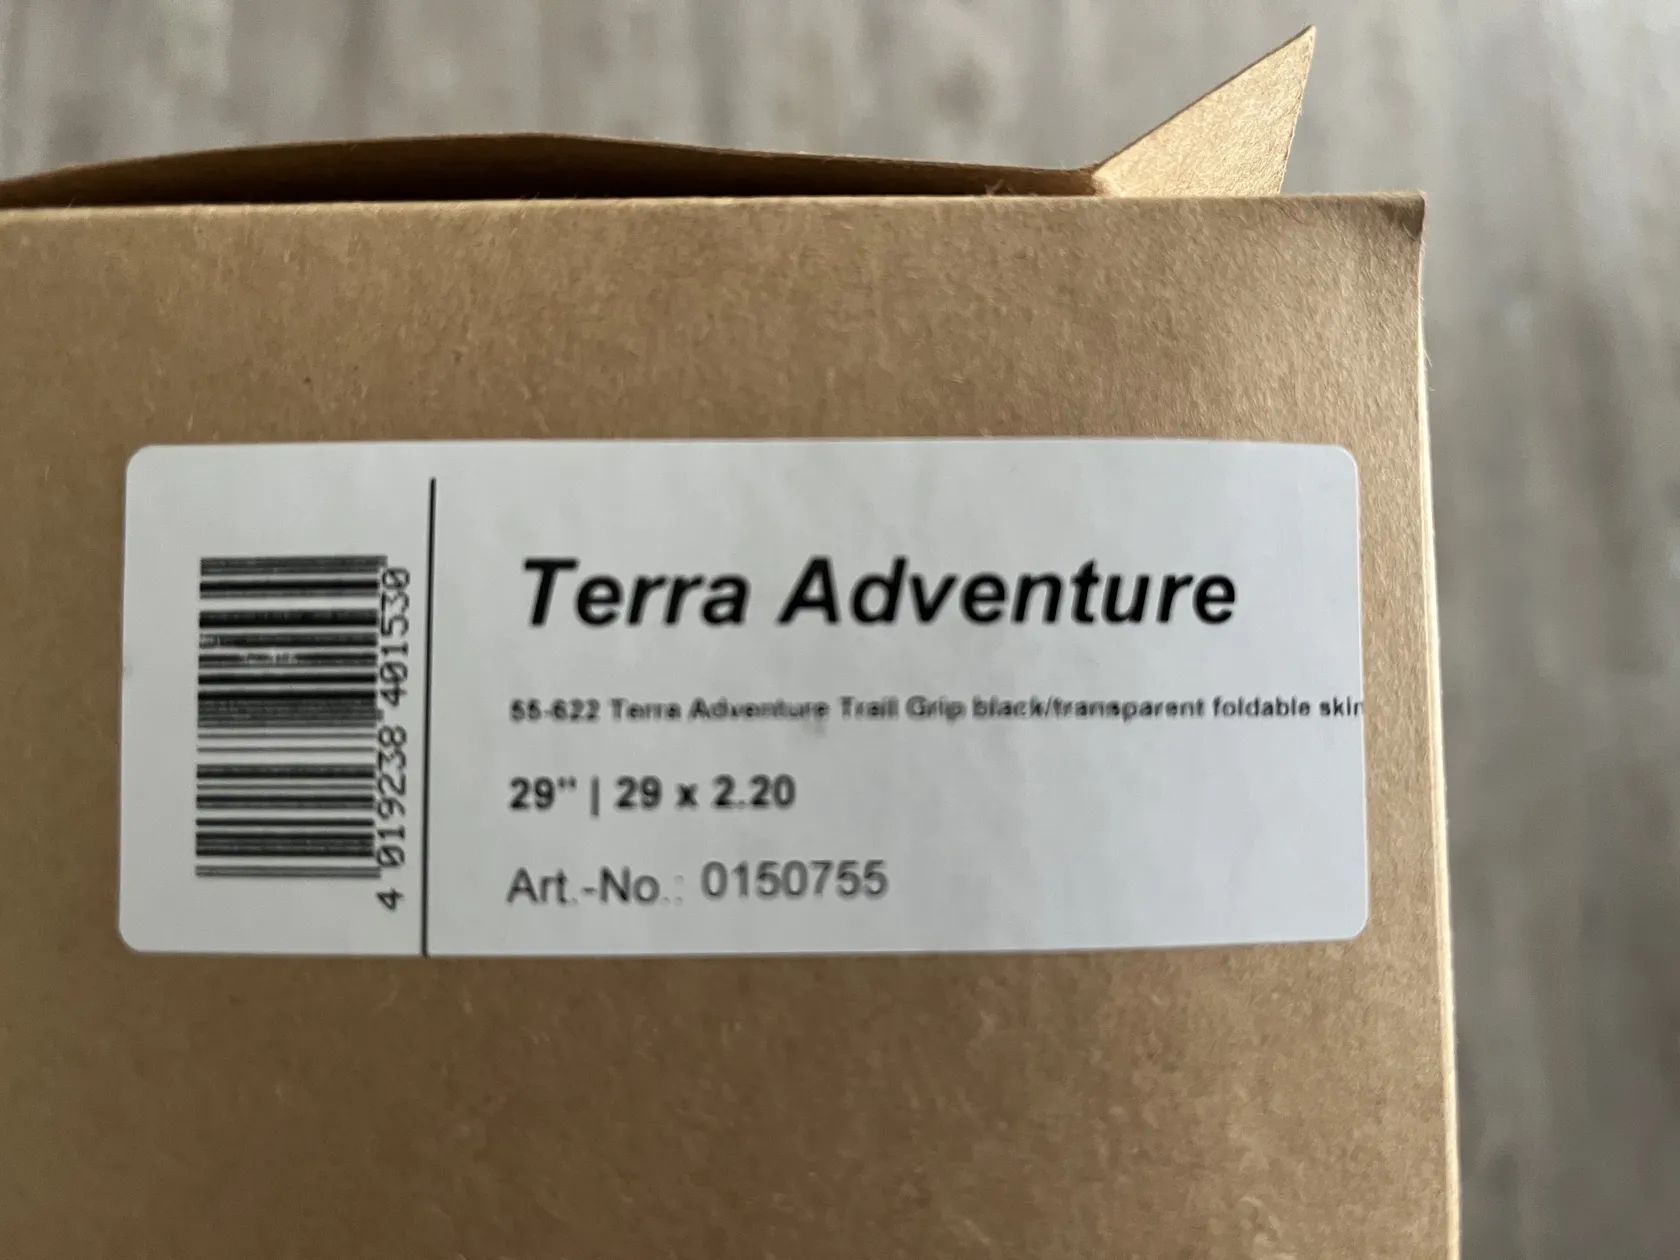 4 019238 401530
Terra Adventure
55-622 Terra Adventure Trail Grip black/transparent foldable skin
29" | 29 x 2.20
Art.-No.: 0150755